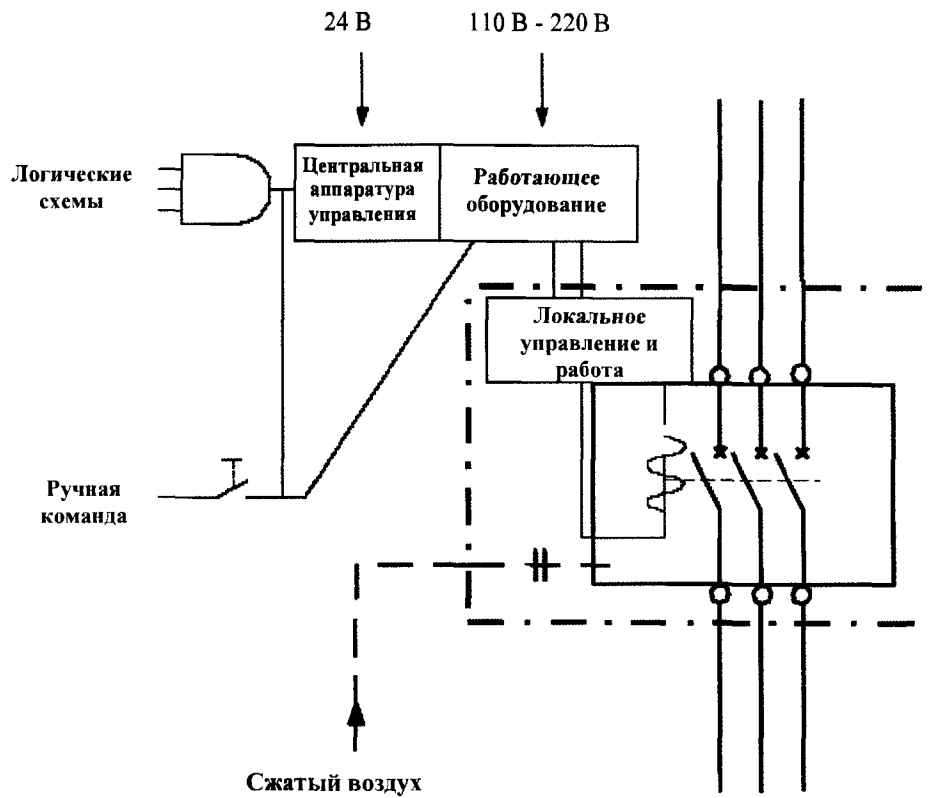 24 В
110 В - 220 В
Логические
схемы
Центральная
аппаратура
управления
Работающее
оборудование
Локальное
управление и
работа
Ручная
команда
Сжатый воздух